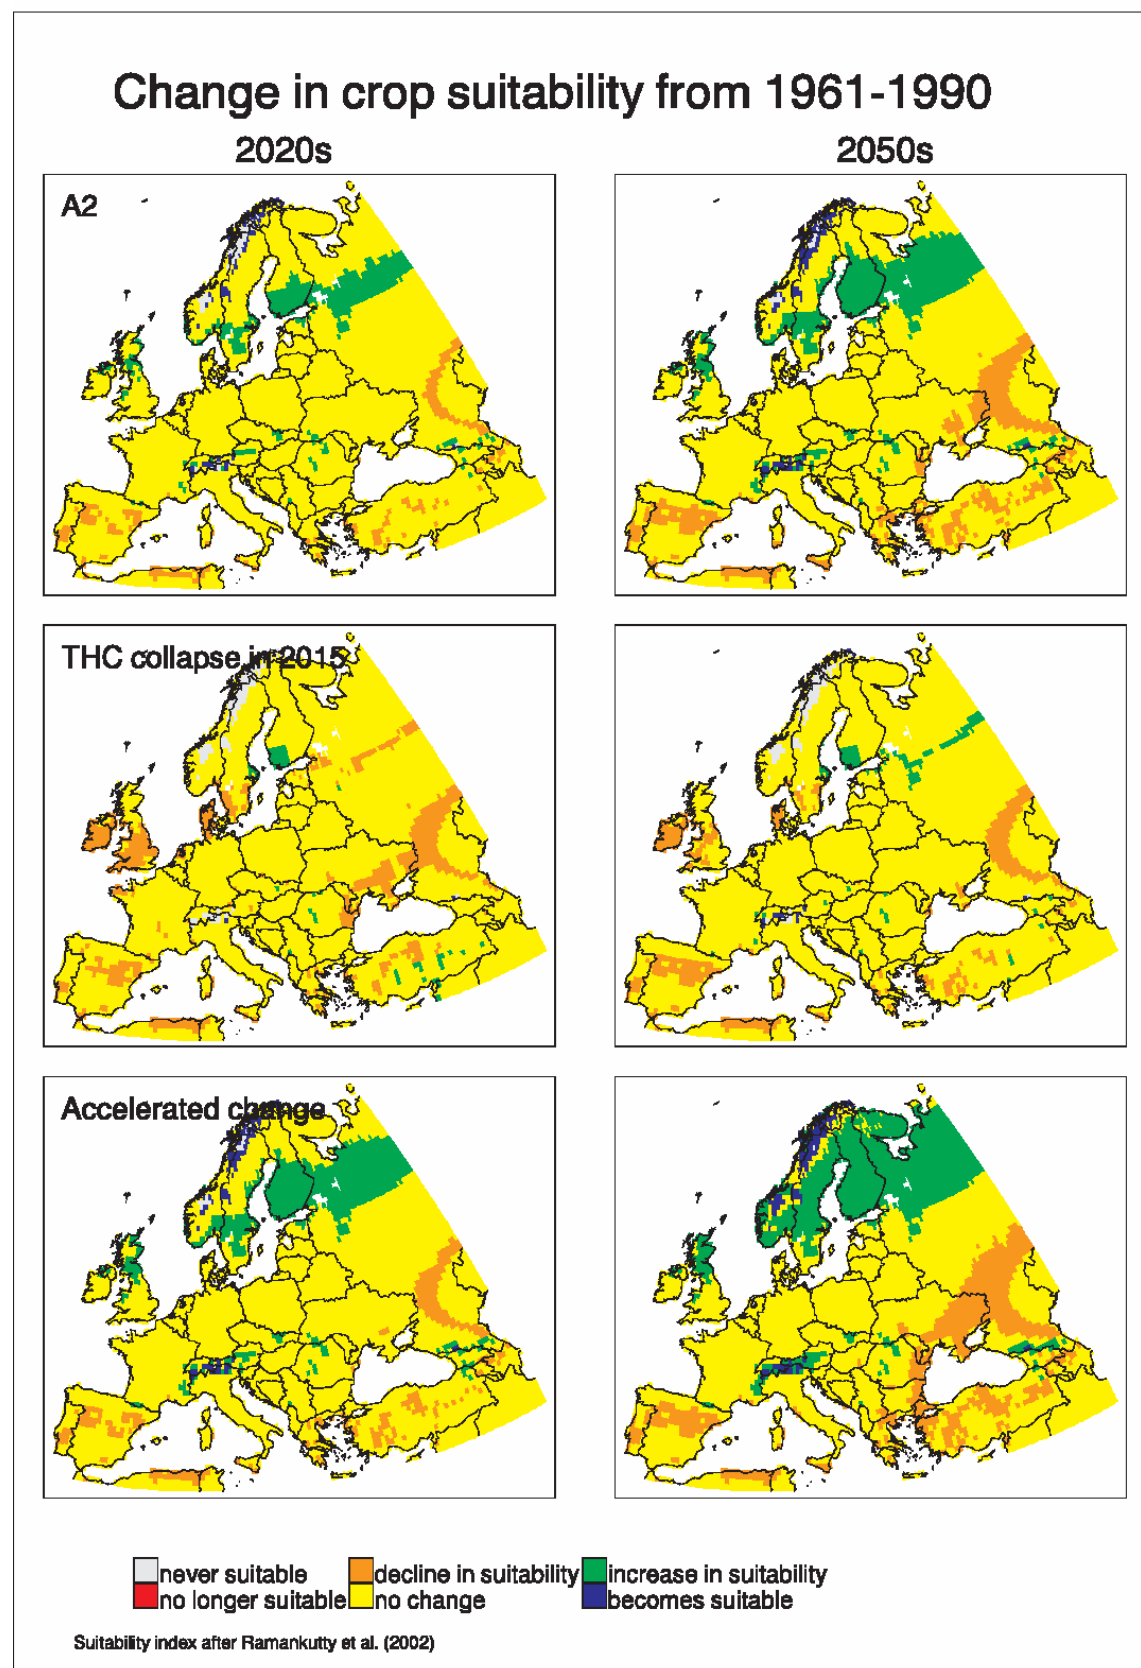 Change in crop suitability from 1961-1990
2020s
2050s
A2
THC collapse in 2015
Accelerated change
never suitable
decline in suitability
increase in suitability
no longer suitable
no change
becomes suitable
Suitability index after Ramankutty et al. (2002)